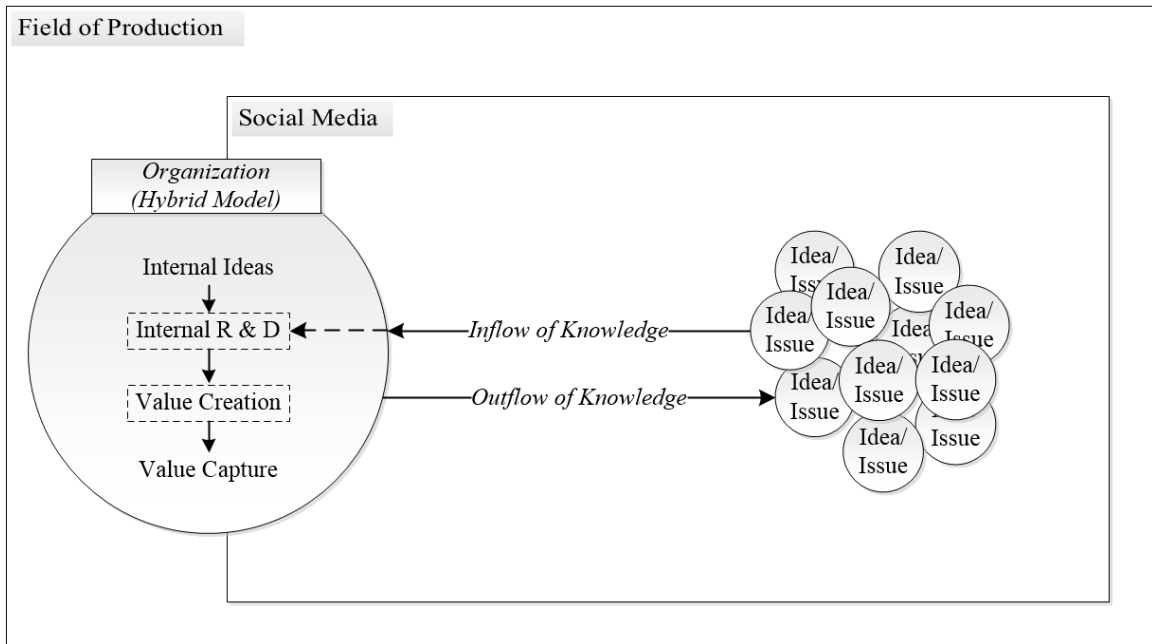 Field of Production
Social Media
Organization
(Hybrid Model)
Internal Ideas
Internal R & D
Value Creation
Value Capture
Inflow of Knowledge
Outflow of Knowledge
Idea/
Issue
Idea/
Issue
Idea/
Issue
Idea/
Issue
Idea/
Issue
Idea/
Issue
Idea/
Issue
Idea/
Issue
Idea/
Issue
Idea/
Issue
Idea/
Issue